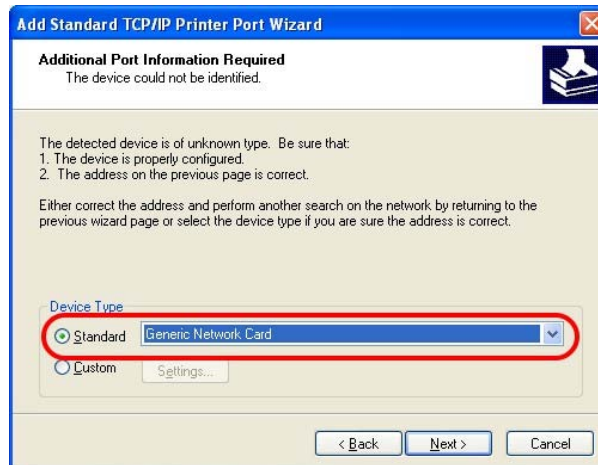 Add Standard TCP/IP Printer Port Wizard
Additional Port Information Required
The device could not be identified.
The detected device is of unknown type.  Be sure that:
1. The device is properly configured.
2.  The address on the previous page is correct.
Either correct the address and perform another search on the network by returning to the
previous wizard page or select the device type if you are sure the address is correct.
Device Type
Standard
Generic Network Card
Custom
Settings...
< Back
Next >
Cancel